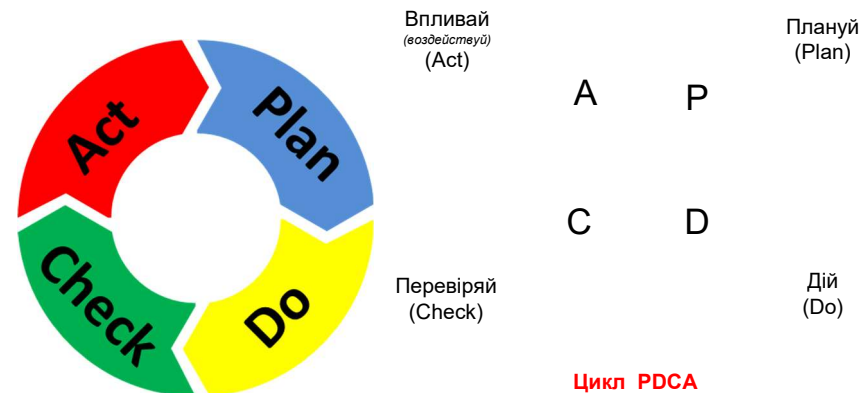 Act
Plan
Check
Do
Впливай
(воздействуй)
(Act)
Плануй
(Plan)
A P
C D
Перевіряй
(Check)
Дій
(Do)
Цикл PDCA